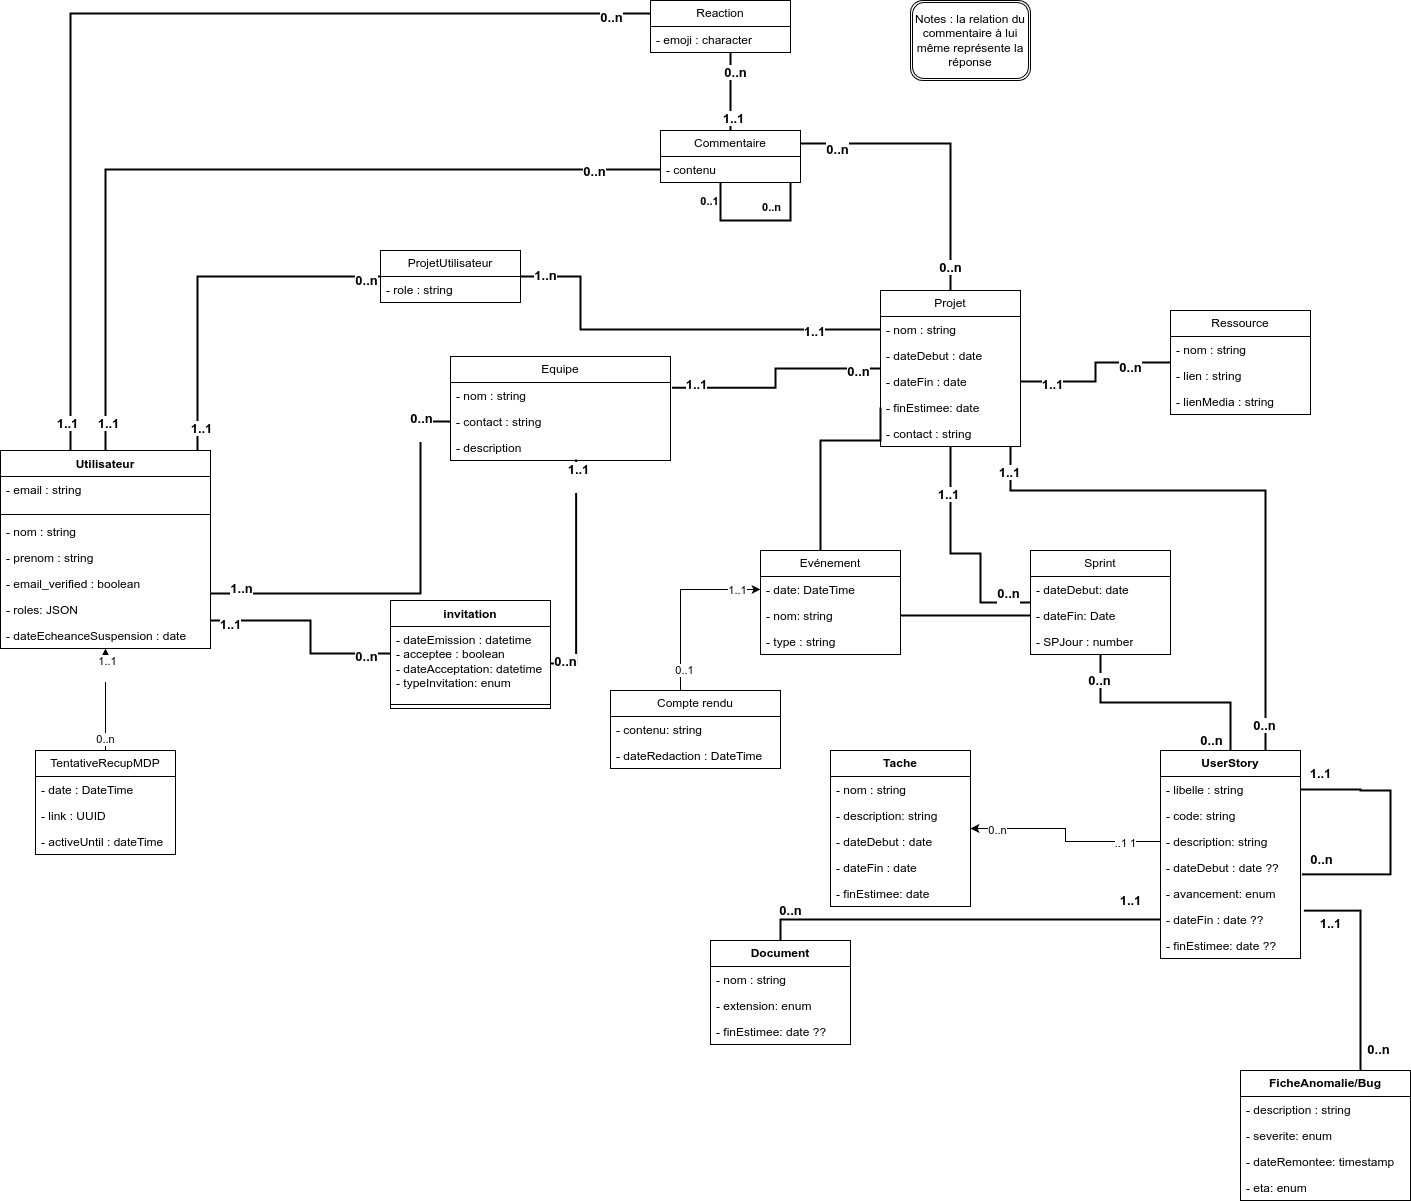 Reaction
- emoji : character
0..n
0..n
1..1
Notes : la relation du
commentaire à lui
même représente la
réponse
Commentaire
- contenu
0..n
0..n
0..1
0..n
0..n
ProjetUtilisateur
- role : string
0..n
1..n
1..1
Projet
- nom : string
- dateDebut : date
- dateFin : date
- finEstimee: date
- contact : string
Ressource
- nom : string
- lien : string
- lienMedia : string
1..1
0..n
Equipe
- nom : string
- contact : string
- description
1..1
0..n
0..n
1..1
1..1
1..1
1..1
Utilisateur
- email : string
- nom : string
- prenom : string
- email_verified : boolean
- roles: JSON
- dateEcheanceSuspension : date
1..n
1..1
0..n
0..n
invitation
- dateEmission : datetime
- acceptee : boolean
- dateAcceptation: datetime
- typeInvitation: enum
1..1
0..n
TentativeRecupMDP
- date : DateTime
- link : UUID
- activeUntil : dateTime
1..1
1..1
Evénement
- date: DateTime
- nom: string
- type : string
1..1
0..1
Compte rendu
- contenu: string
- dateRedaction : DateTime
0..n
Sprint
- dateDebut: date
- dateFin: Date
- SPJour : number
0..n
0..n
0..n
Tache
- nom : string
- description: string
- dateDebut : date
- dateFin : date
- finEstimee: date
0..n
..1 1
UserStory
- libelle : string
- code: string
- description: string
- dateDebut : date ??
- avancement: enum
- dateFin : date ??
- finEstimee: date ??
1..1
0..n
1..1
0..n
1..1
Document
- nom : string
- extension: enum
- finEstimee: date ??
0..n
FicheAnomalie/Bug
- description : string
- severite: enum
- dateRemontee: timestamp
- eta: enum